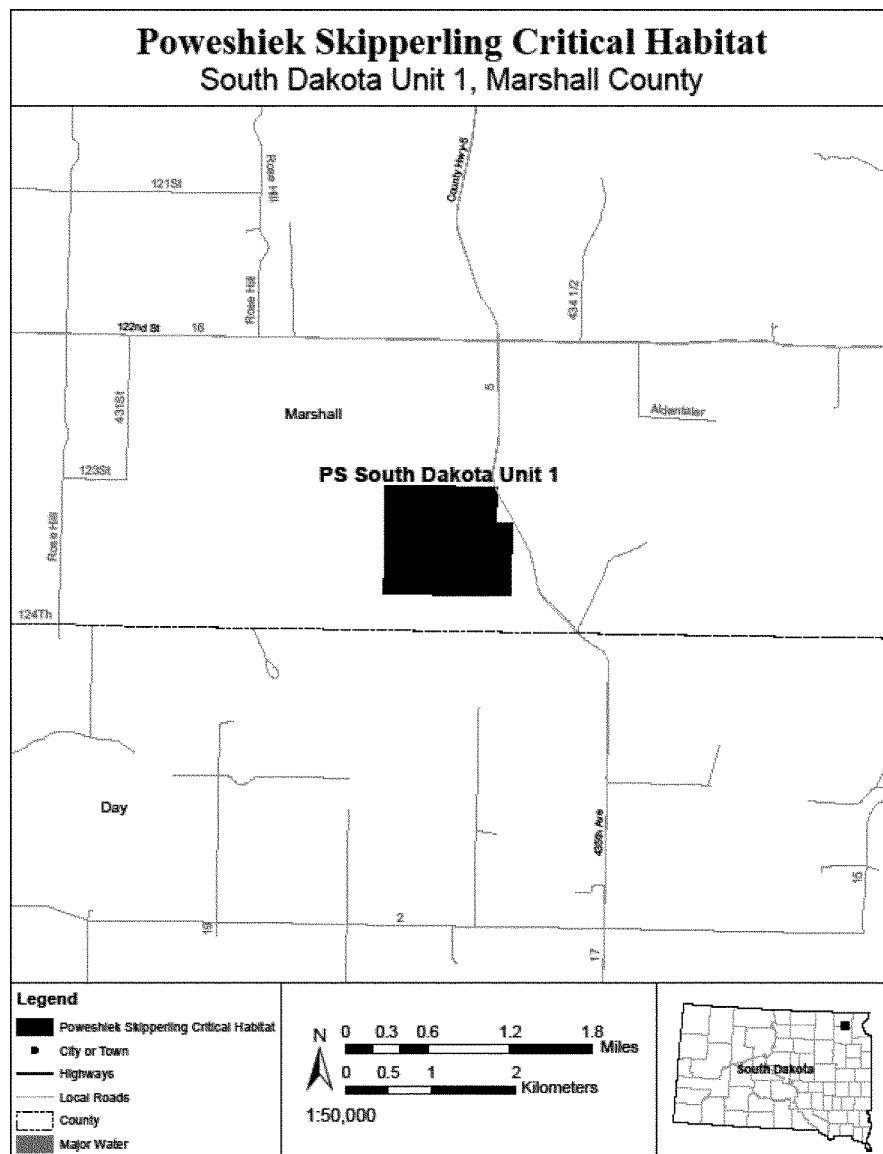 Poweshiek Skipperling Critical Habitat
South Dakota Unit 1, Marshall County
121St
Rose Hill
County Hwy-5
Rose Hill
434 1/2
122nd St
16
431St
5
Marshall
123St
PS South Dakota Unit 1
Rose Hill
124Th
Day
435th Ave
15
19
2
17
Legend
Poweshiek Skipperling Critical Habitat
City or Town
Highways
Local Roads
County
Major Water
N
0 0.3 0.6 1.2 1.8
Miles
0 0.5 1 2
Kilometers
1:50,000
South Dakota